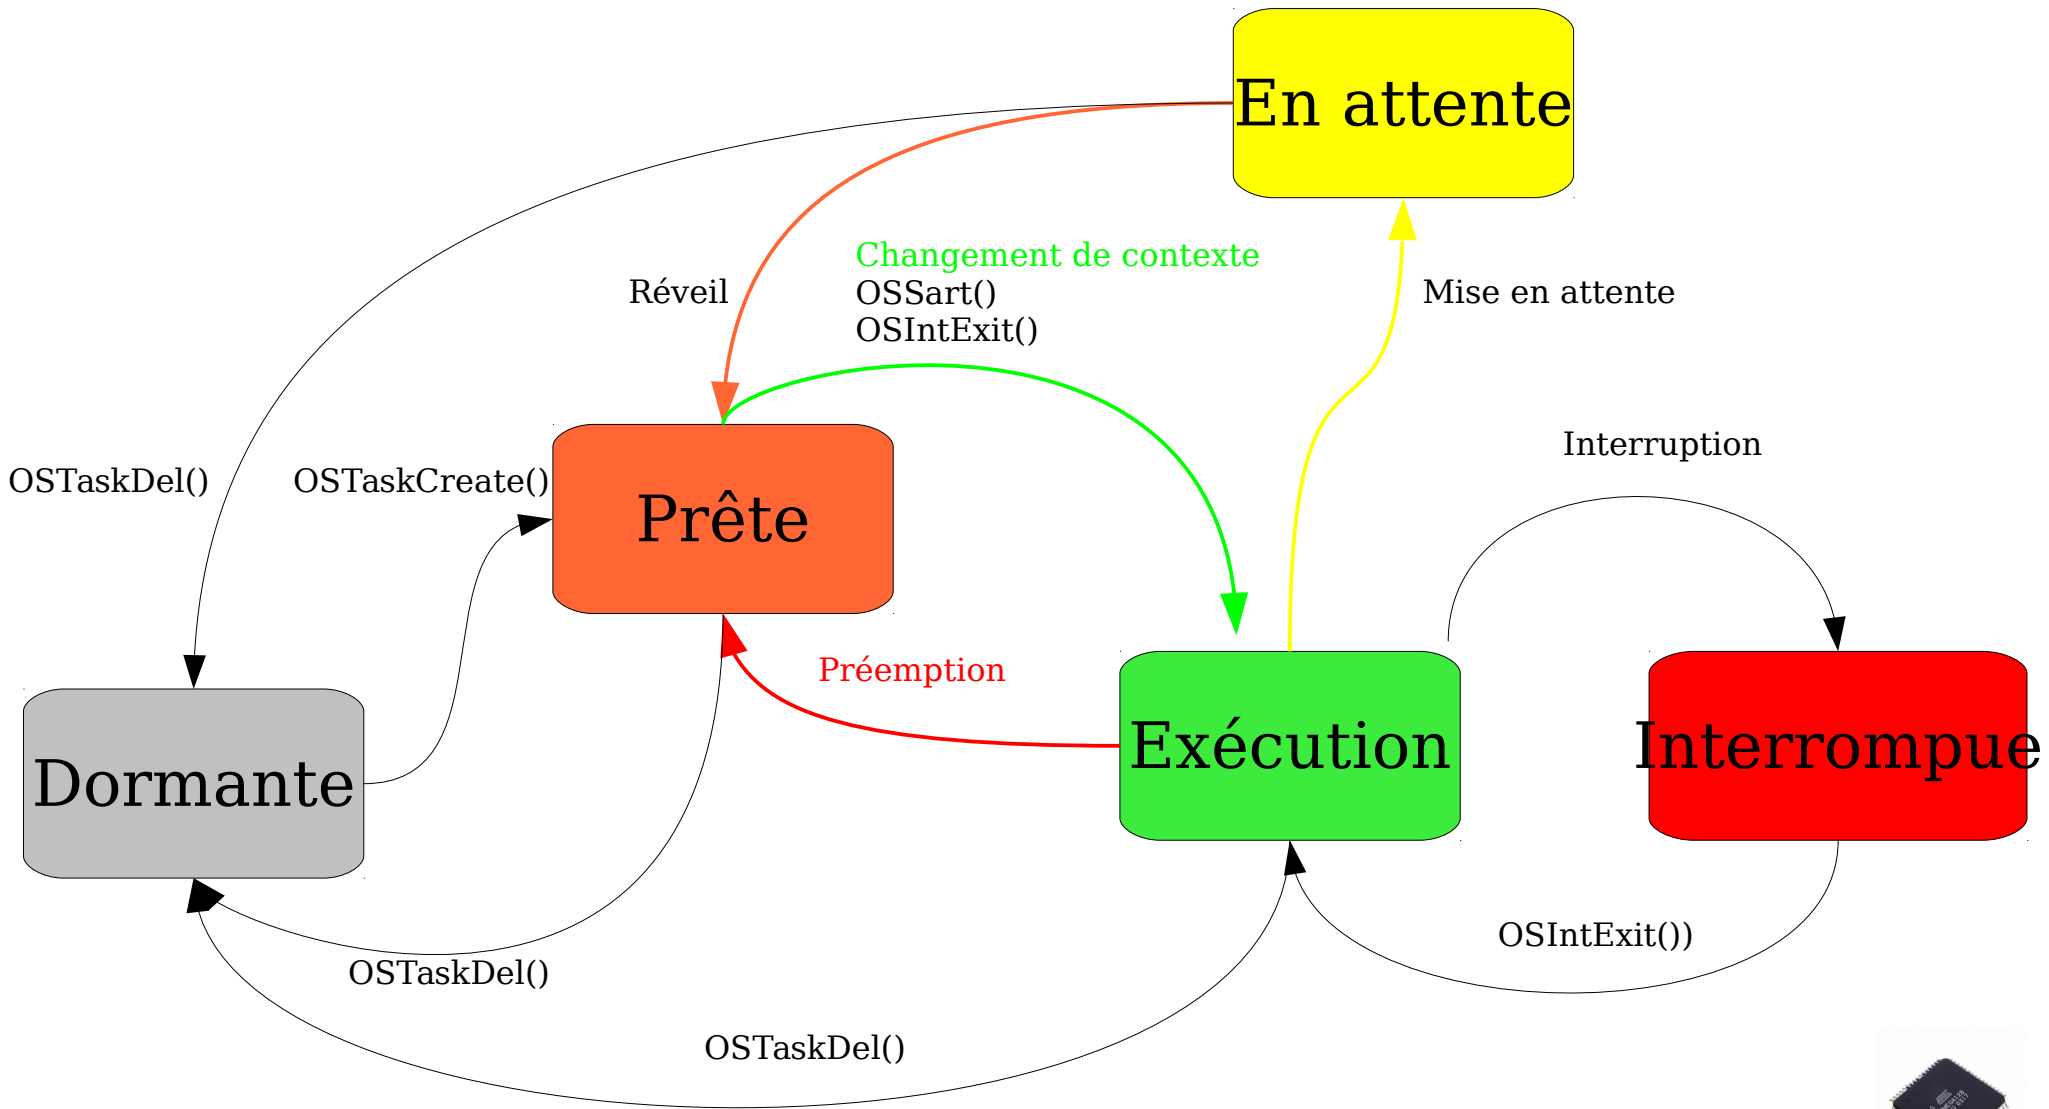 En attente
Changement de contexte
Réveil
OSSart()
Mise en attente
OSIntExit()
Interruption
OSTaskDel()
OSTaskCreate()
Prête
Préemption
Exécution
Interrompue
Dormante
OSIntExit())
OSTaskDel()
OSTaskDel()